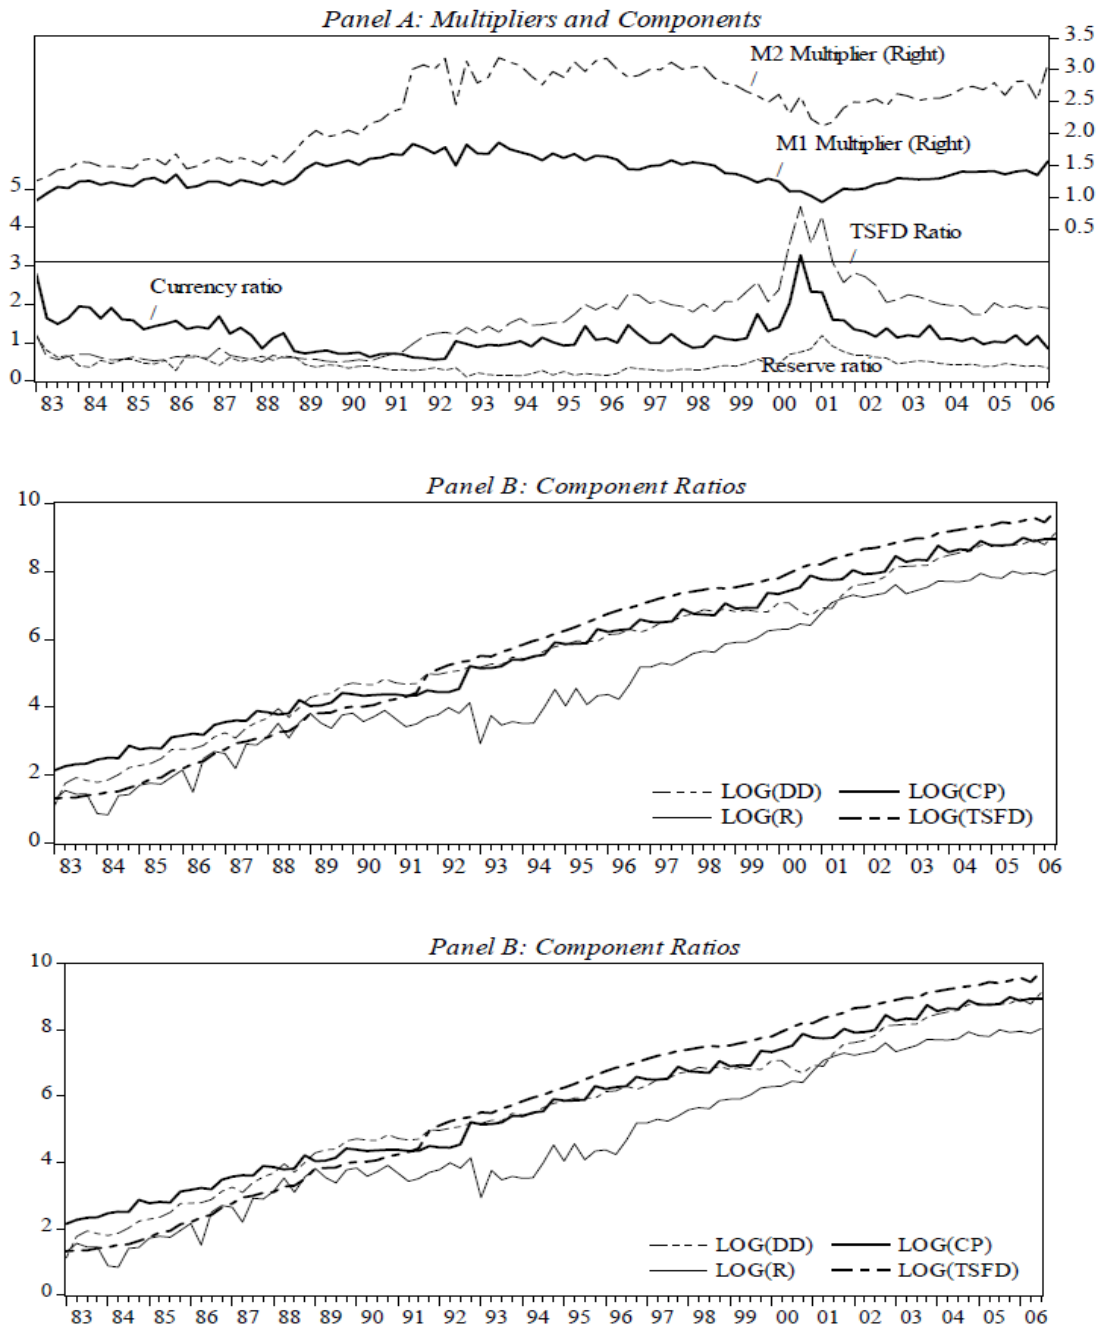 Panel A: Multipliers and Components
3.5
M2 Multiplier (Right)
3.0
2.5
2.0
M1 Multiplier (Right)
1.5
5
1.0
4
TSFD Ratio
0.5
3
Currency ratio
2
1
Reserve ratio
0
83 84 85 86 87 88 89 90 91 92 93 94 95 96 97 98 99 00 01 02 03 04 05 06
Panel B: Component Ratios
10
8
6
4
2
LOG(DD) LOG(CP)
LOG(R) LOG(TSFD)
0
83 84 85 86 87 88 89 90 91 92 93 94 95 96 97 98 99 00 01 02 03 04 05 06
Panel B: Component Ratios
10
8
6
4
2
LOG(DD) LOG(CP)
LOG(R) LOG(TSFD)
0
83 84 85 86 87 88 89 90 91 92 93 94 95 96 97 98 99 00 01 02 03 04 05 06